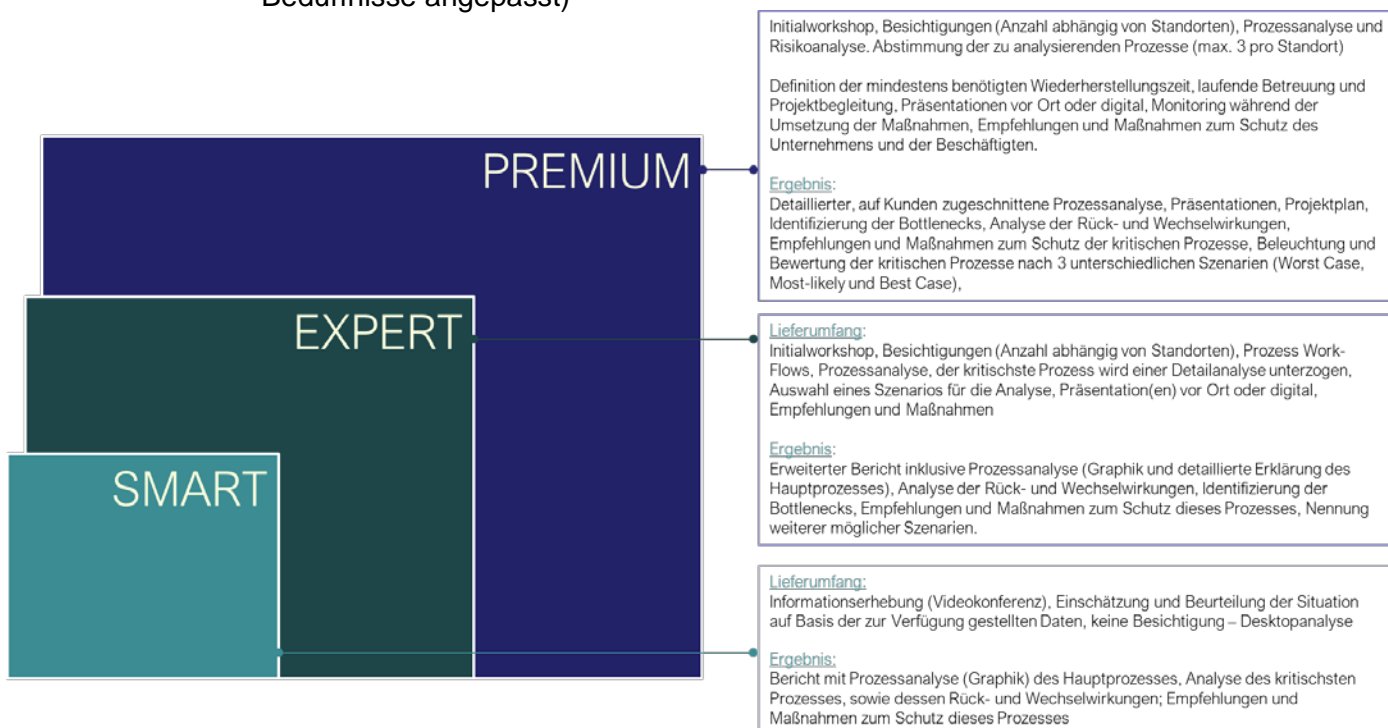 Bedürfnisse angepasst)
PREMIUM
Initialworkshop, Besichtigungen (Anzahl abhängig von Standorten), Prozessanalyse und
Risikoanalyse. Abstimmung der zu analysierenden Prozesse (max. 3 pro Standort)
Definition der mindestens benötigten Wiederherstellungszeit, laufende Betreuung und
Projektbegleitung, Präsentationen vor Ort oder digital, Monitoring während der
Umsetzung der Maßnahmen, Empfehlungen und Maßnahmen zum Schutz des
Unternehmens und der Beschäftigten.
Ergebnis:
Detaillierter, auf Kunden zugeschnittene Prozessanalyse, Präsentationen, Projektplan,
Identifizierung der Bottlenecks, Analyse der Rück- und Wechselwirkungen,
Empfehlungen und Maßnahmen zum Schutz der kritischen Prozesse, Beleuchtung und
Bewertung der kritischen Prozesse nach 3 unterschiedlichen Szenarien (Worst Case,
Most-likely und Best Case),
EXPERT
Lieferumfang:
Initialworkshop, Besichtigungen (Anzahl abhängig von Standorten), Prozess Work-
Flows, Prozessanalyse, der kritischste Prozess wird einer Detailanalyse unterzogen,
Auswahl eines Szenarios für die Analyse, Präsentation(en) vor Ort oder digital,
Empfehlungen und Maßnahmen
Ergebnis:
Erweiterter Bericht inklusive Prozessanalyse (Graphik und detaillierte Erklärung des
Hauptprozesses), Analyse der Rück- und Wechselwirkungen, Identifizierung der
Bottlenecks, Empfehlungen und Maßnahmen zum Schutz dieses Prozesses, Nennung
weiterer möglicher Szenarien.
SMART
Lieferumfang:
Informationserhebung (Videokonferenz), Einschätzung und Beurteilung der Situation
auf Basis der zur Verfügung gestellten Daten, keine Besichtigung – Desktopanalyse
Ergebnis:
Bericht mit Prozessanalyse (Graphik) des Hauptprozesses, Analyse des kritischsten
Prozesses, sowie dessen Rück- und Wechselwirkungen; Empfehlungen und
Maßnahmen zum Schutz dieses Prozesses